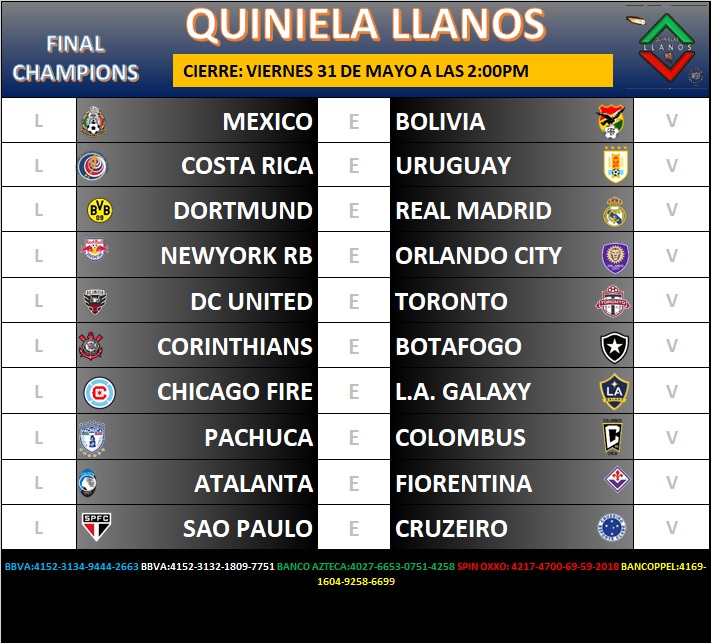 FINAL
CHAMPIONS
QUINIELA LLANOS
CIERRE: VIERNES 31 DE MAYO A LAS 2:00PM
QUINIELAS
LLANOS
L MEXICO E BOLIVIA V
L COSTA RICA E URUGUAY V
L DORTMUND E REAL MADRID V
L NEWYORK RB E ORLANDO CITY V
L DC UNITED E TORONTO V
L CORINTHIANS E BOTAFOGO V
L CHICAGO FIRE E L.A. GALAXY V
L PACHUCA E COLOMBUS V
L ATALANTA E FIORENTINA V
L SAO PAULO E CRUZEIRO V
BBVA:4152-3134-9444-2663 BBVA:4152-3132-1809-7751 BANCO AZTECA:4027-6653-0751-4258 SPIN OXXO: 4217-4700-69-59-2018 BANCOPPEL:4169-
1604-9258-6699